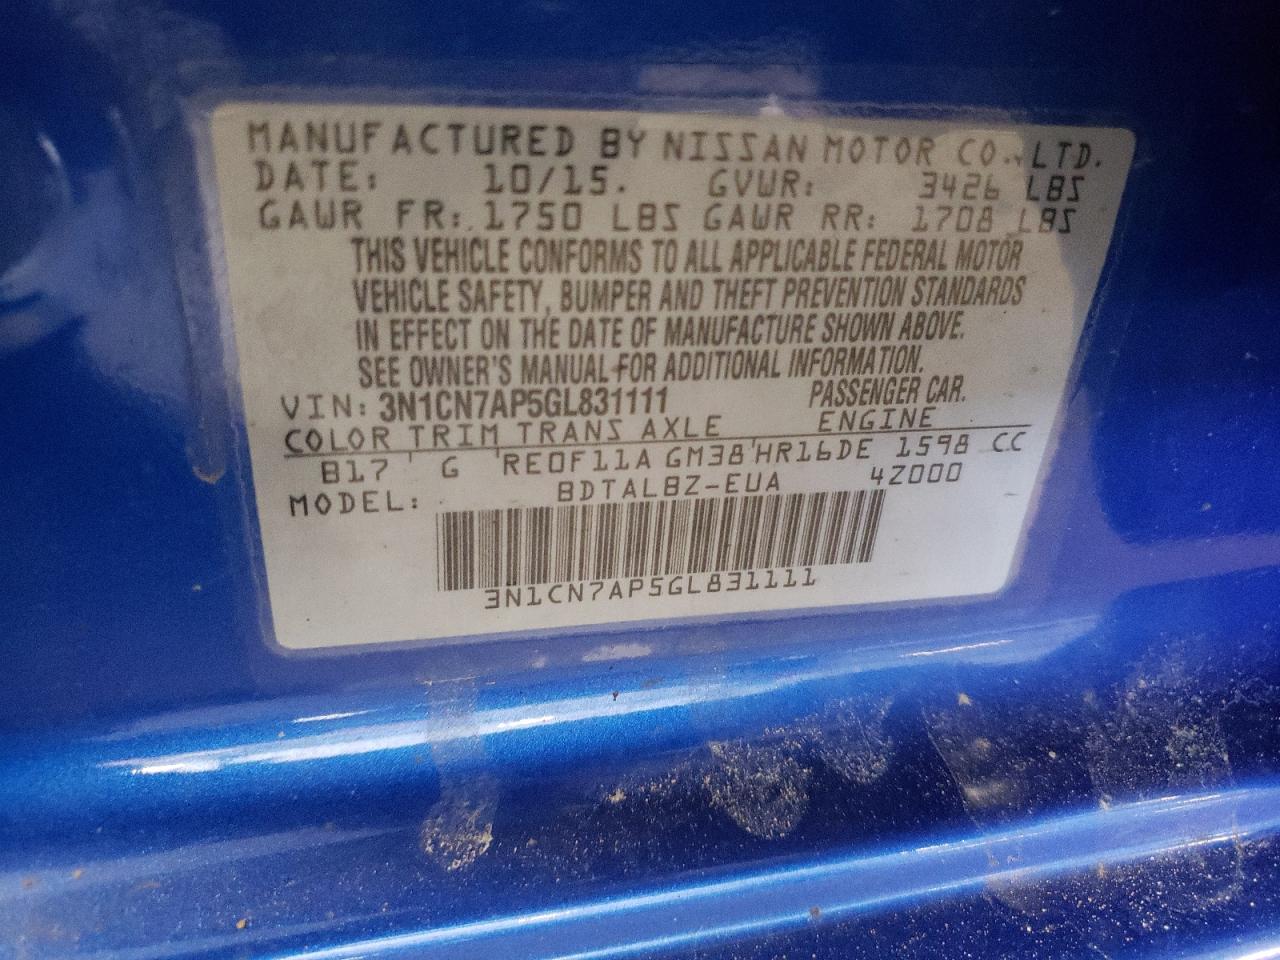 MANUFACTURED BY NISSAN MOTOR CO., LTD.
DATE: 10/15. GVWR: 3426 LBS
GAWR FR: 1750 LBS GAWR RR: 1708 LBS
THIS VEHICLE CONFORMS TO ALL APPLICABLE FEDERAL MOTOR
VEHICLE SAFETY, BUMPER AND THEFT PREVENTION STANDARDS
IN EFFECT ON THE DATE OF MANUFACTURE SHOWN ABOVE.
SEE OWNER'S MANUAL FOR ADDITIONAL INFORMATION.
VIN: 3N1CN7AP5GL831111 PASSENGER CAR.
COLOR TRIM TRANS AXLE ENGINE
B17 G RE0F11A GM38 HR16DE 1598 CC
MODEL: BDTALBZ-EUA 4Z000
3N1CN7AP5GL831111